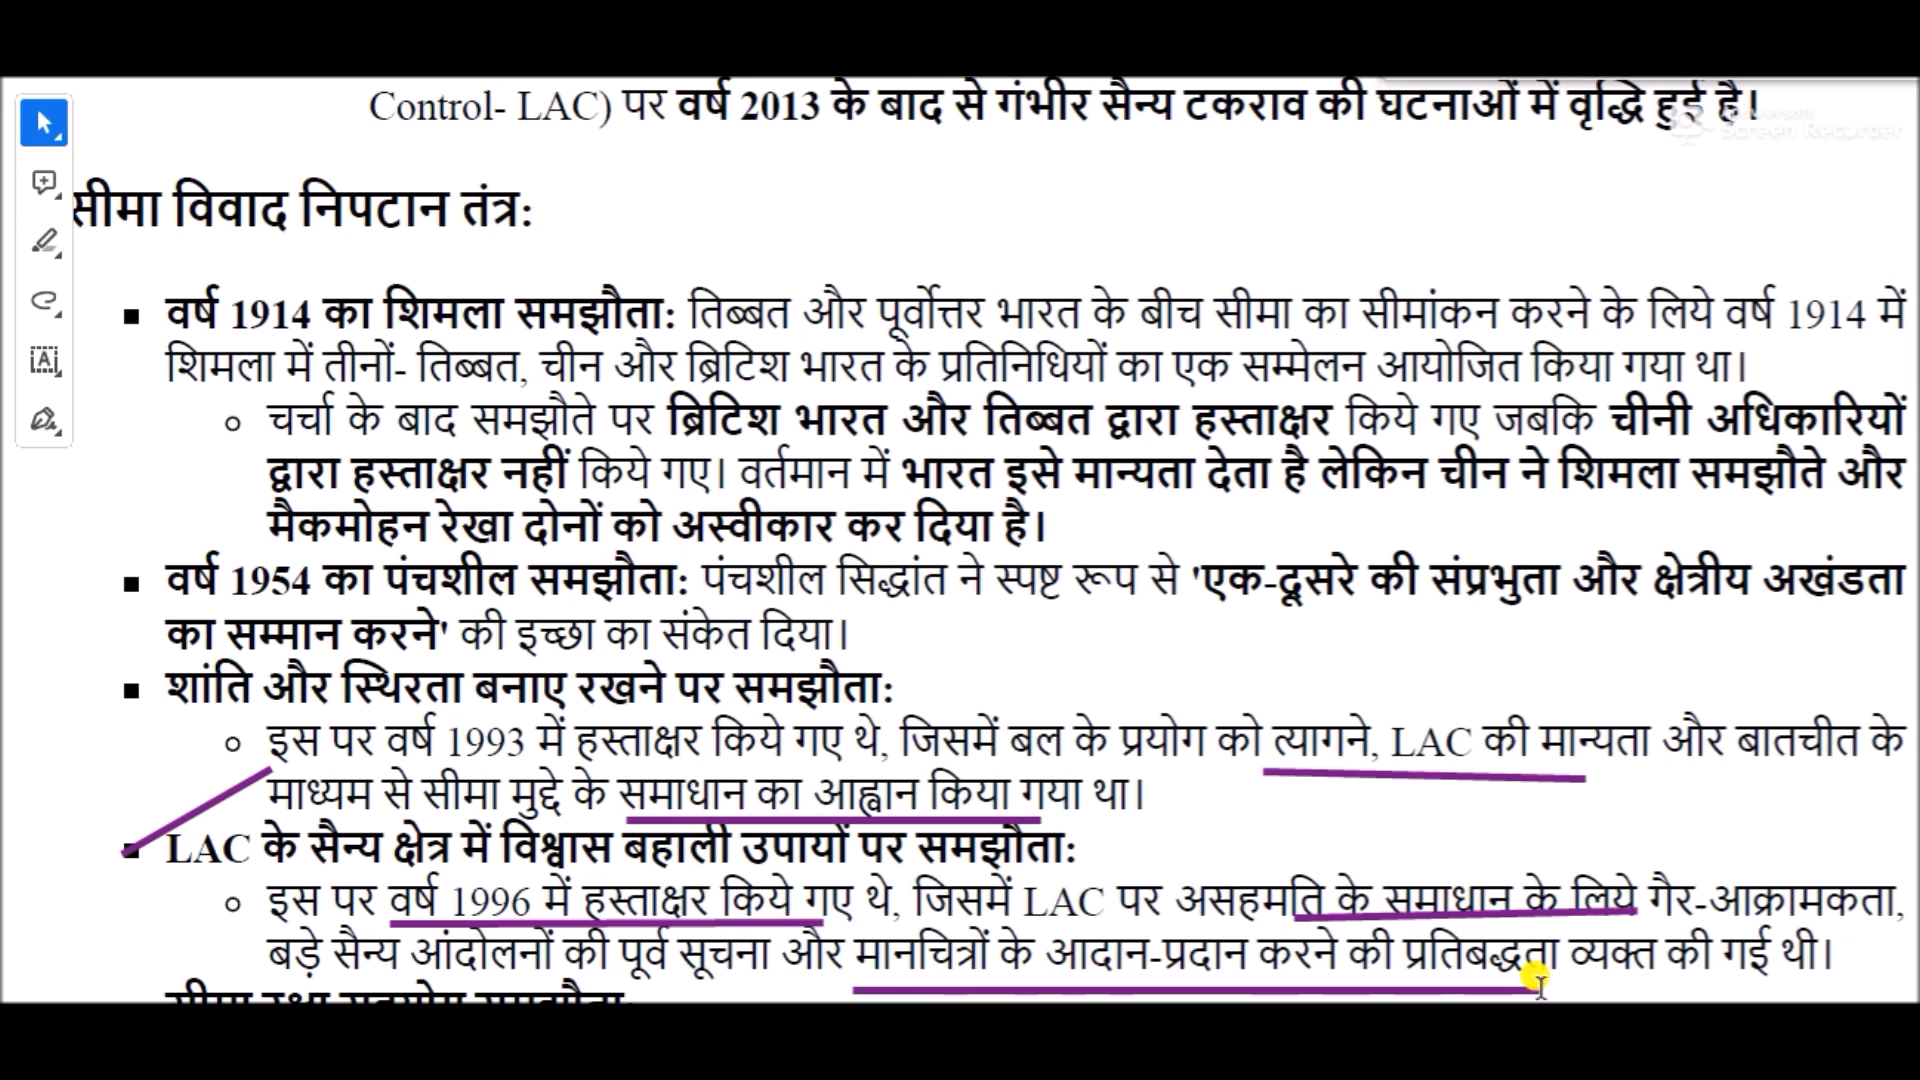 Control- LAC) पर वर्ष 2013 के बाद से गंभीर सैन्य टकराव की घटनाओं में वृद्धि हुई है।
Screen Recorder
सीमा विवाद निपटान तंत्र:
▪ वर्ष 1914 का शिमला समझौता: तिब्बत और पूर्वोत्तर भारत के बीच सीमा का सीमांकन करने के लिये वर्ष 1914 में
शिमला में तीनों- तिब्बत, चीन और ब्रिटिश भारत के प्रतिनिधियों का एक सम्मेलन आयोजित किया गया था।
○ चर्चा के बाद समझौते पर ब्रिटिश भारत और तिब्बत द्वारा हस्ताक्षर किये गए जबकि चीनी अधिकारियों
द्वारा हस्ताक्षर नहीं किये गए। वर्तमान में भारत इसे मान्यता देता है लेकिन चीन ने शिमला समझौते और
मैकमोहन रेखा दोनों को अस्वीकार कर दिया है।
▪ वर्ष 1954 का पंचशील समझौता: पंचशील सिद्धांत ने स्पष्ट रूप से 'एक-दूसरे की संप्रभुता और क्षेत्रीय अखंडता
का सम्मान करने' की इच्छा का संकेत दिया।
▪ शांति और स्थिरता बनाए रखने पर समझौता:
○ इस पर वर्ष 1993 में हस्ताक्षर किये गए थे, जिसमें बल के प्रयोग को त्यागने, LAC की मान्यता और बातचीत के
माध्यम से सीमा मुद्दे के समाधान का आह्वान किया गया था।
▪ LAC के सैन्य क्षेत्र में विश्वास बहाली उपायों पर समझौता:
○ इस पर वर्ष 1996 में हस्ताक्षर किये गए थे, जिसमें LAC पर असहमति के समाधान के लिये गैर-आक्रामकता,
बड़े सैन्य आंदोलनों की पूर्व सूचना और मानचित्रों के आदान-प्रदान करने की प्रतिबद्धता व्यक्त की गई थी।